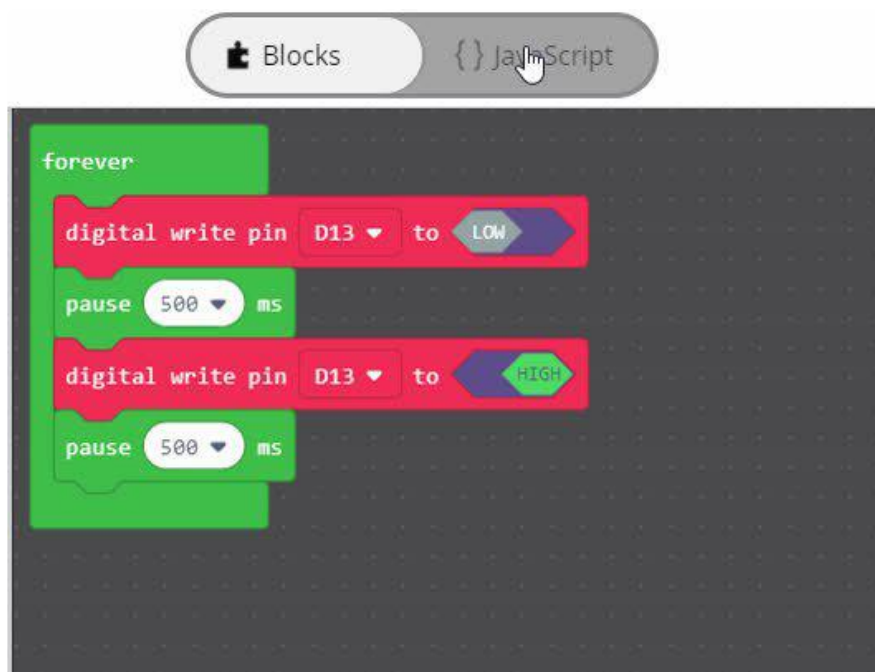 Blocks
{ } JavaScript
forever
digital write pin D13 to LOW
pause 500 ms
digital write pin D13 to HIGH
pause 500 ms